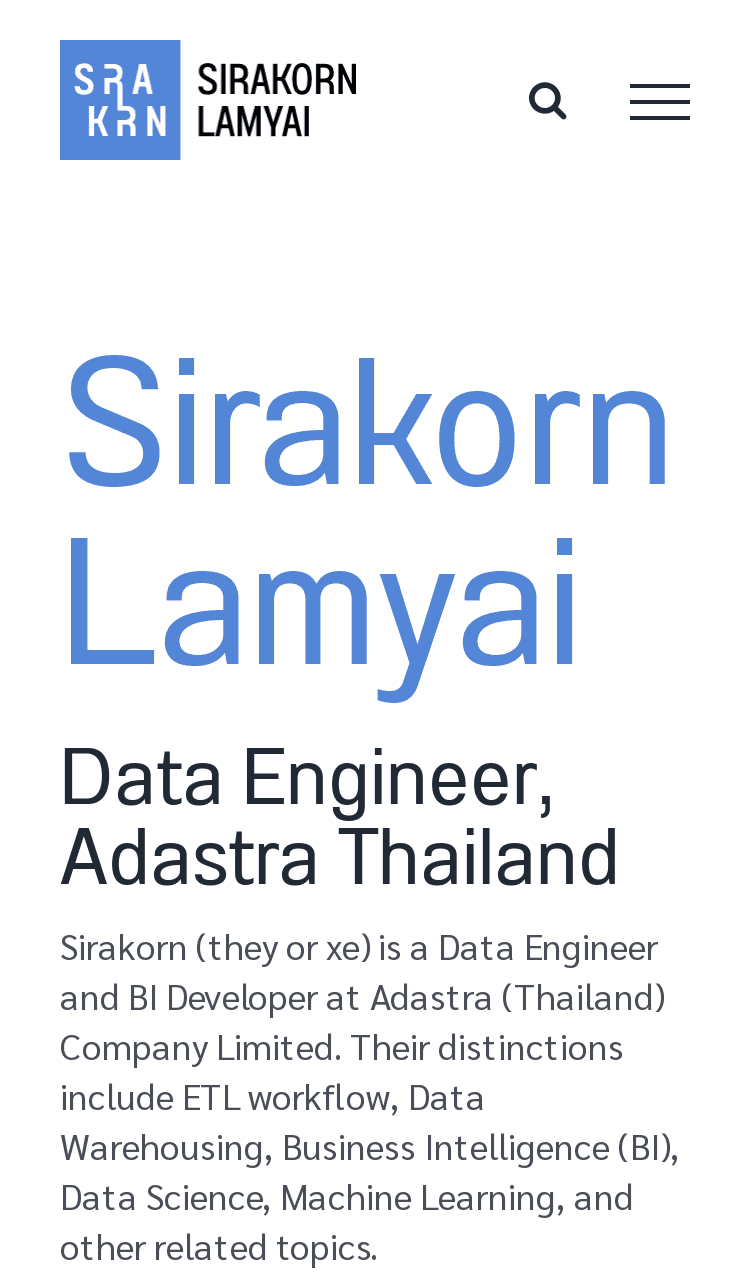 SRA
KRN
SIRAKORN
LAMYAI
Sirakorn
Lamyai
Data Engineer,
Adastra Thailand
Sirakorn (they or xe) is a Data Engineer
and BI Developer at Adastra (Thailand)
Company Limited. Their distinctions
include ETL workflow, Data
Warehousing, Business Intelligence (BI),
Data Science, Machine Learning, and
other related topics.